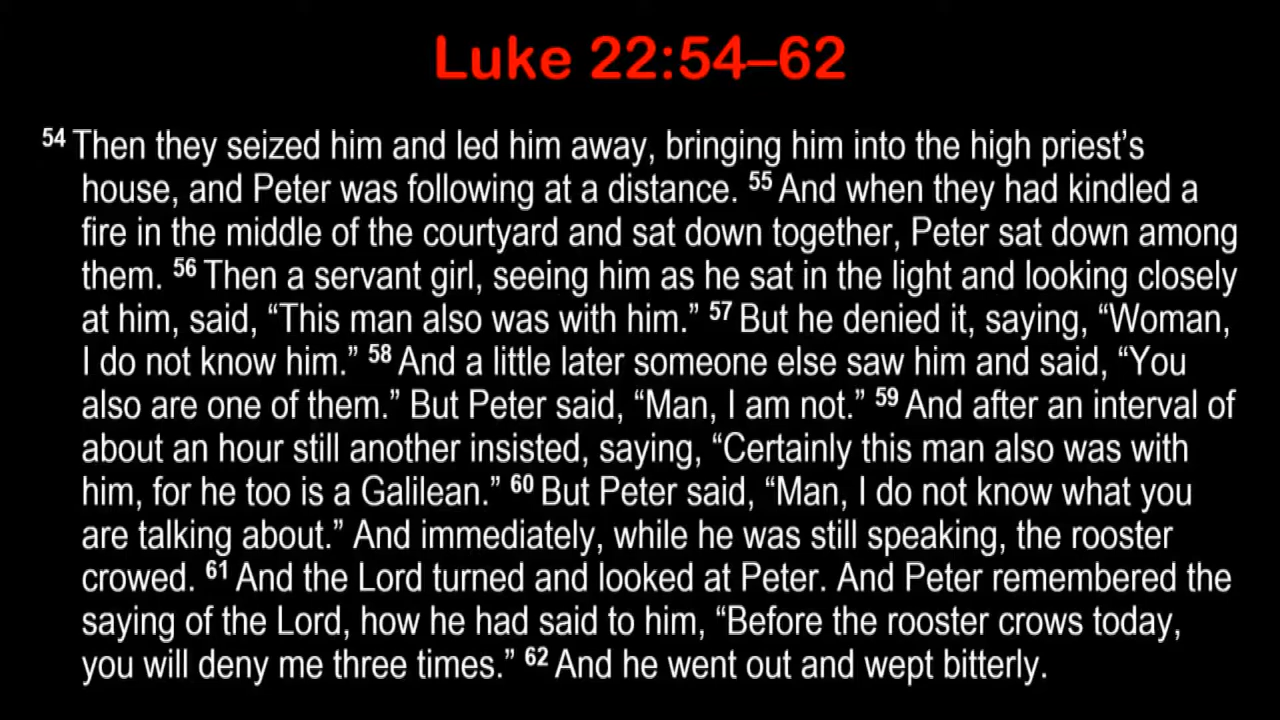 Luke 22:54–62
54 Then they seized him and led him away, bringing him into the high priest’s
house, and Peter was following at a distance. 55 And when they had kindled a
fire in the middle of the courtyard and sat down together, Peter sat down among
them. 56 Then a servant girl, seeing him as he sat in the light and looking closely
at him, said, “This man also was with him.” 57 But he denied it, saying, “Woman,
I do not know him.” 58 And a little later someone else saw him and said, “You
also are one of them.” But Peter said, “Man, I am not.” 59 And after an interval of
about an hour still another insisted, saying, “Certainly this man also was with
him, for he too is a Galilean.” 60 But Peter said, “Man, I do not know what you
are talking about.” And immediately, while he was still speaking, the rooster
crowed. 61 And the Lord turned and looked at Peter. And Peter remembered the
saying of the Lord, how he had said to him, “Before the rooster crows today,
you will deny me three times.” 62 And he went out and wept bitterly.